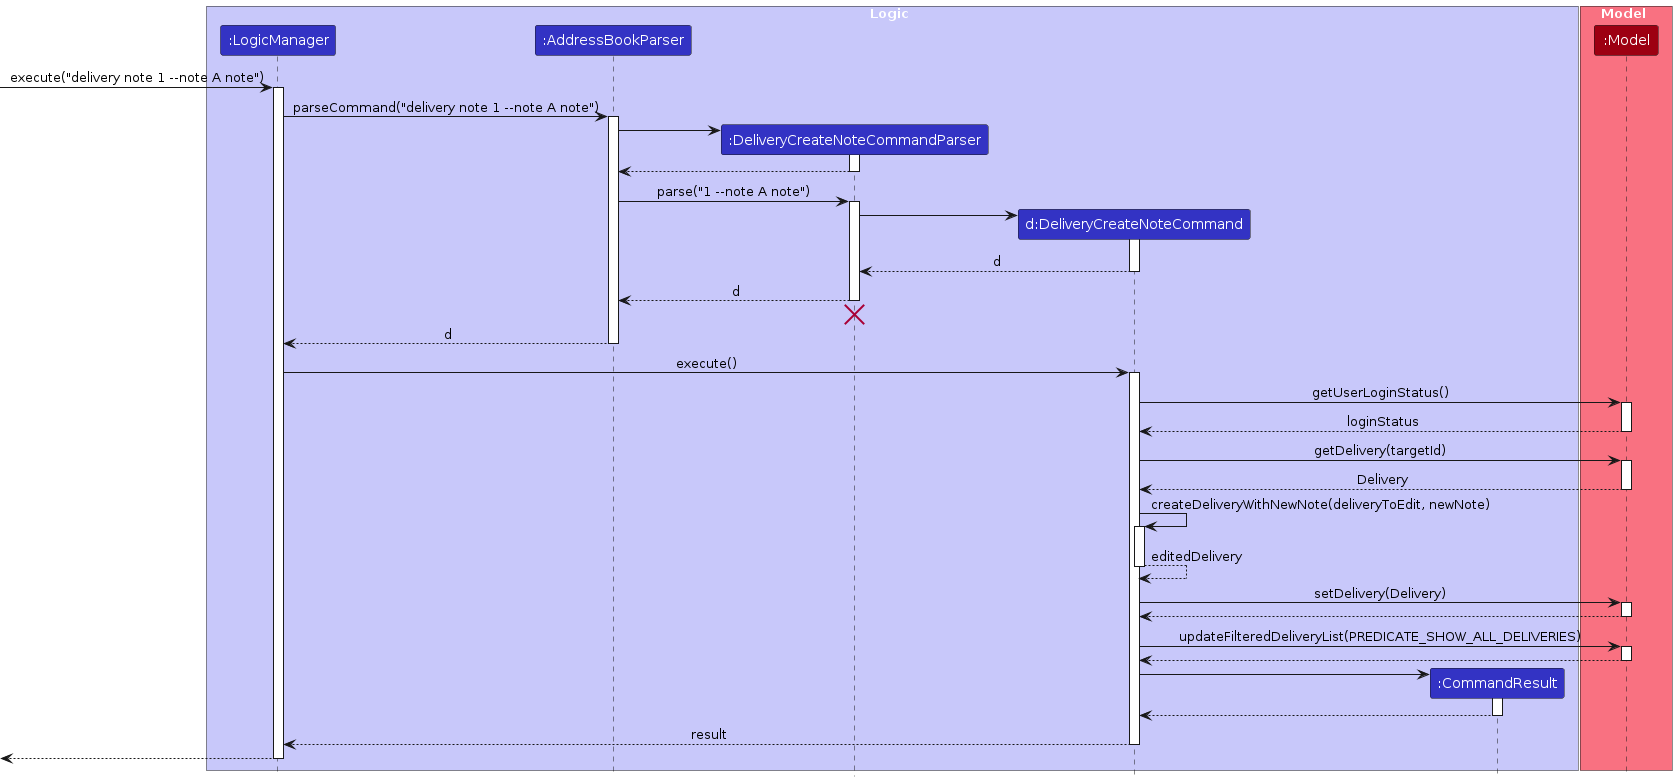 Logic
Model
:LogicManager
:AddressBookParser
:Model
execute("delivery note 1 --note A note")
parseCommand("delivery note 1 --note A note")
:DeliveryCreateNoteCommandParser
parse("1 --note A note")
d:DeliveryCreateNoteCommand
d
d
d
execute()
getUserLoginStatus()
loginStatus
getDelivery(targetId)
Delivery
createDeliveryWithNewNote(deliveryToEdit, newNote)
editedDelivery
setDelivery(Delivery)
updateFilteredDeliveryList(PREDICATE_SHOW_ALL_DELIVERIES)
:CommandResult
result